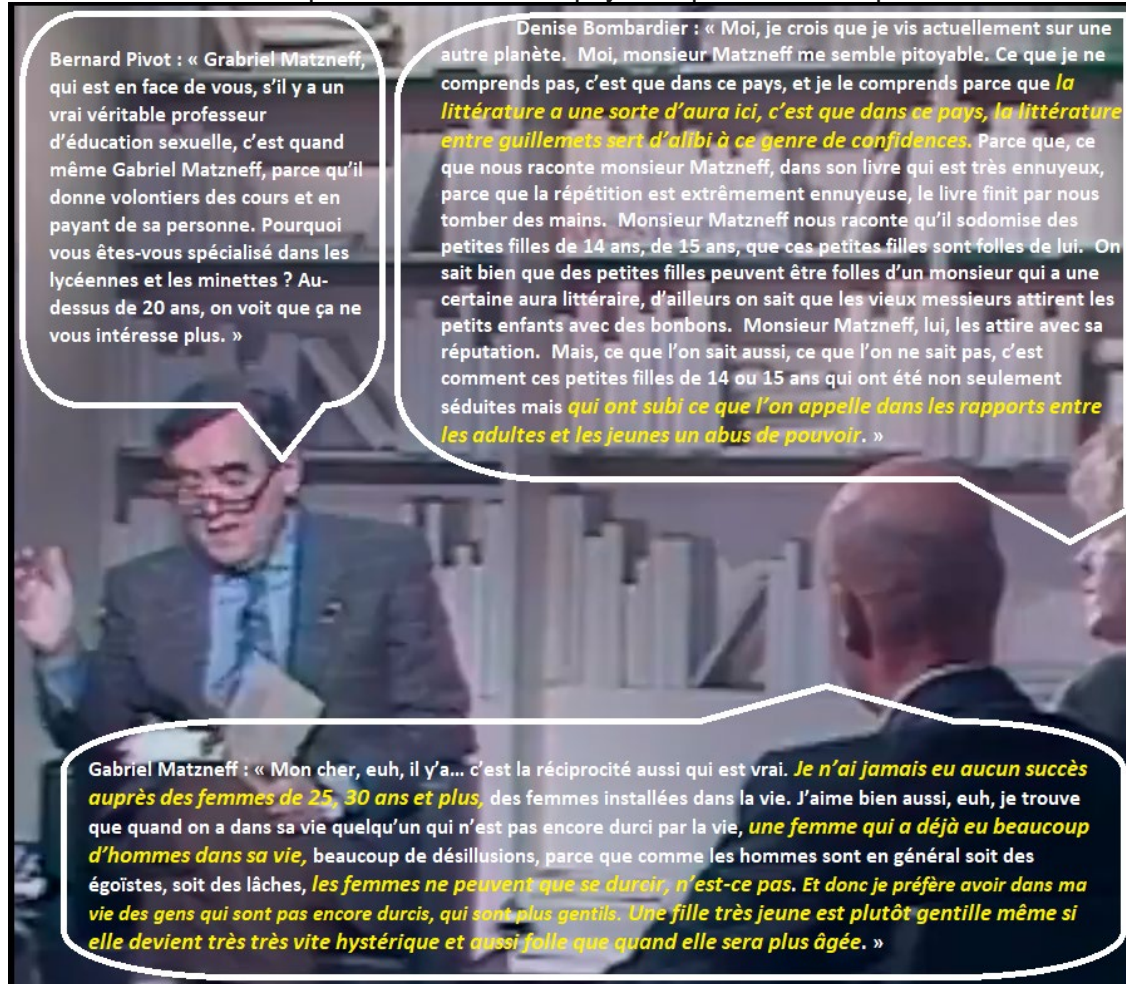 Bernard Pivot : « Grabriel Matzneff,
qui est en face de vous, s'il y a un
vrai véritable professeur
d'éducation sexuelle, c'est quand
même Gabriel Matzneff, parce qu'il
donne volontiers des cours et en
payant de sa personne. Pourquoi
vous êtes-vous spécialisé dans les
lycéennes et les minettes ? Au-
dessus de 20 ans, on voit que ça ne
vous intéresse plus. »
Denise Bombardier : « Moi, je crois que je vis actuellement sur une
autre planète. Moi, monsieur Matzneff me semble pitoyable. Ce que je ne
comprends pas, c'est que dans ce pays, et je le comprends parce que la
littérature a une sorte d'aura ici, c'est que dans ce pays, la littérature
entre guillemets sert d'alibi à ce genre de confidences. Parce que, ce
que nous raconte monsieur Matzneff, dans son livre qui est très ennuyeux,
parce que la répétition est extrêmement ennuyeuse, le livre finit par nous
tomber des mains. Monsieur Matzneff nous raconte qu'il sodomise des
petites filles de 14 ans, de 15 ans, que ces petites filles sont folles de lui. On
sait bien que des petites filles peuvent être folles d'un monsieur qui a une
certaine aura littéraire, d'ailleurs on sait que les vieux messieurs attirent les
petits enfants avec des bonbons. Monsieur Matzneff, lui, les attire avec sa
réputation. Mais, ce que l'on sait aussi, ce que l'on ne sait pas, c'est
comment ces petites filles de 14 ou 15 ans qui ont été non seulement
séduites mais qui ont subi ce que l'on appelle dans les rapports entre
les adultes et les jeunes un abus de pouvoir. »
Gabriel Matzneff : « Mon cher, euh, il y'a... c'est la réciprocité aussi qui est vrai. Je n'ai jamais eu aucun succès
auprès des femmes de 25, 30 ans et plus, des femmes installées dans la vie. J'aime bien aussi, euh, je trouve
que quand on a dans sa vie quelqu'un qui n'est pas encore durci par la vie, une femme qui a déjà eu beaucoup
d'hommes dans sa vie, beaucoup de désillusions, parce que comme les hommes sont en général soit des
égoïstes, soit des lâches, les femmes ne peuvent que se durcir, n'est-ce pas. Et donc je préfère avoir dans ma
vie des gens qui sont pas encore durcis, qui sont plus gentils. Une fille très jeune est plutôt gentille même si
elle devient très très vite hystérique et aussi folle que quand elle sera plus âgée. »